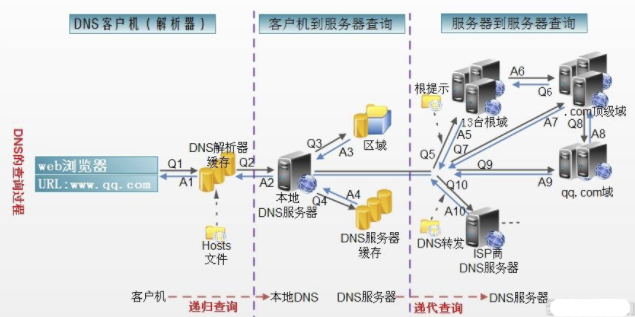 DNS客户机（解析器）
客户机到服务器查询
服务器到服务器查询
DNS的查询过程
web浏览器
URL:www.qq.com
Q1
A1
DNS解析器
缓存
Hosts
文件
Q2
A2
本地
DNS服务器
Q3
A3
区域
A4
Q4
DNS服务器
缓存
根提示
13台根域
Q5
A5
A6
Q6
.com顶级域
Q7
A7
Q8
A8
Q9
A9
qq.com域
Q10
A10
DNS转发
ISP商
DNS服务器
客户机
递归查询
本地DNS
DNS服务器
递代查询
DNS服务器